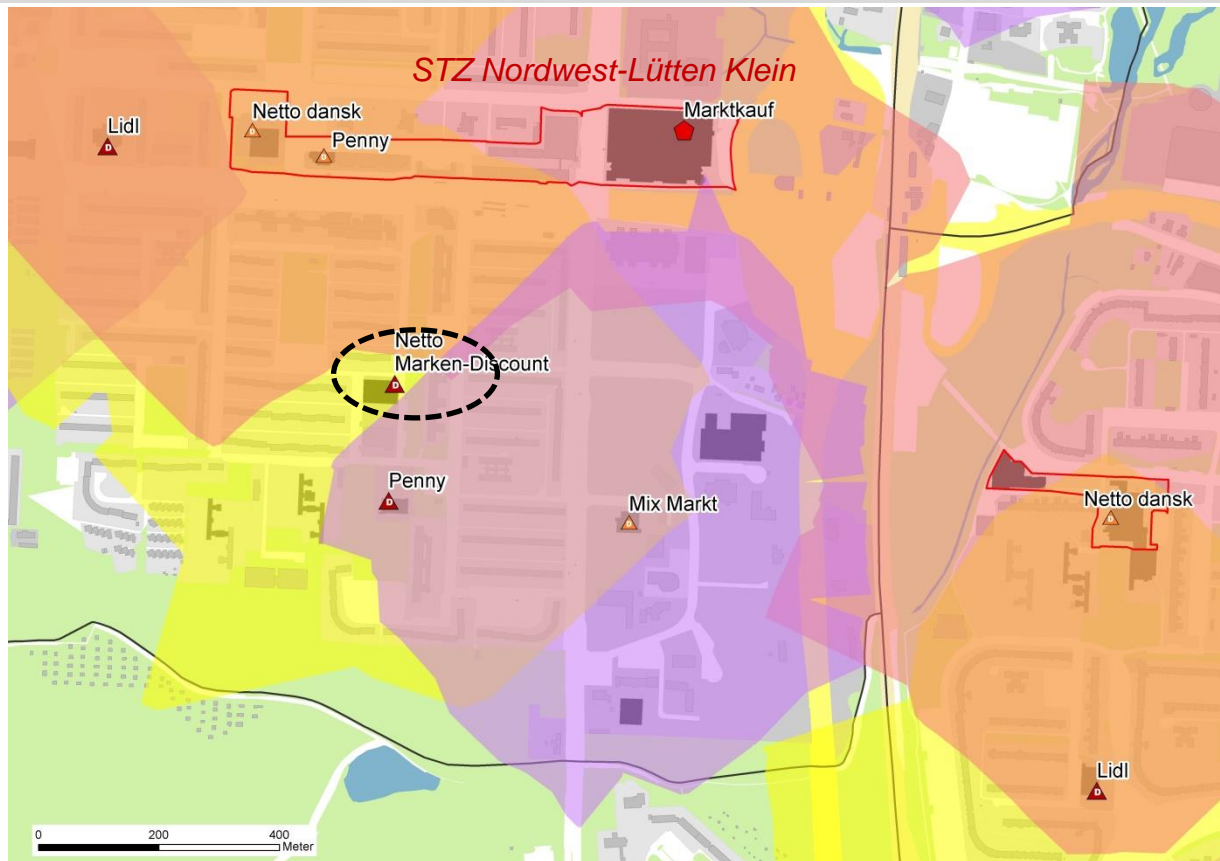 STZ Nordwest-Lütten Klein
Lidl
Netto dansk
Penny
Marktkauf
Netto
Marken-Discount
Penny
Mix Markt
Netto dansk
Lidl
0 200 400
Meter
D
D
D
D
D
D
D
D